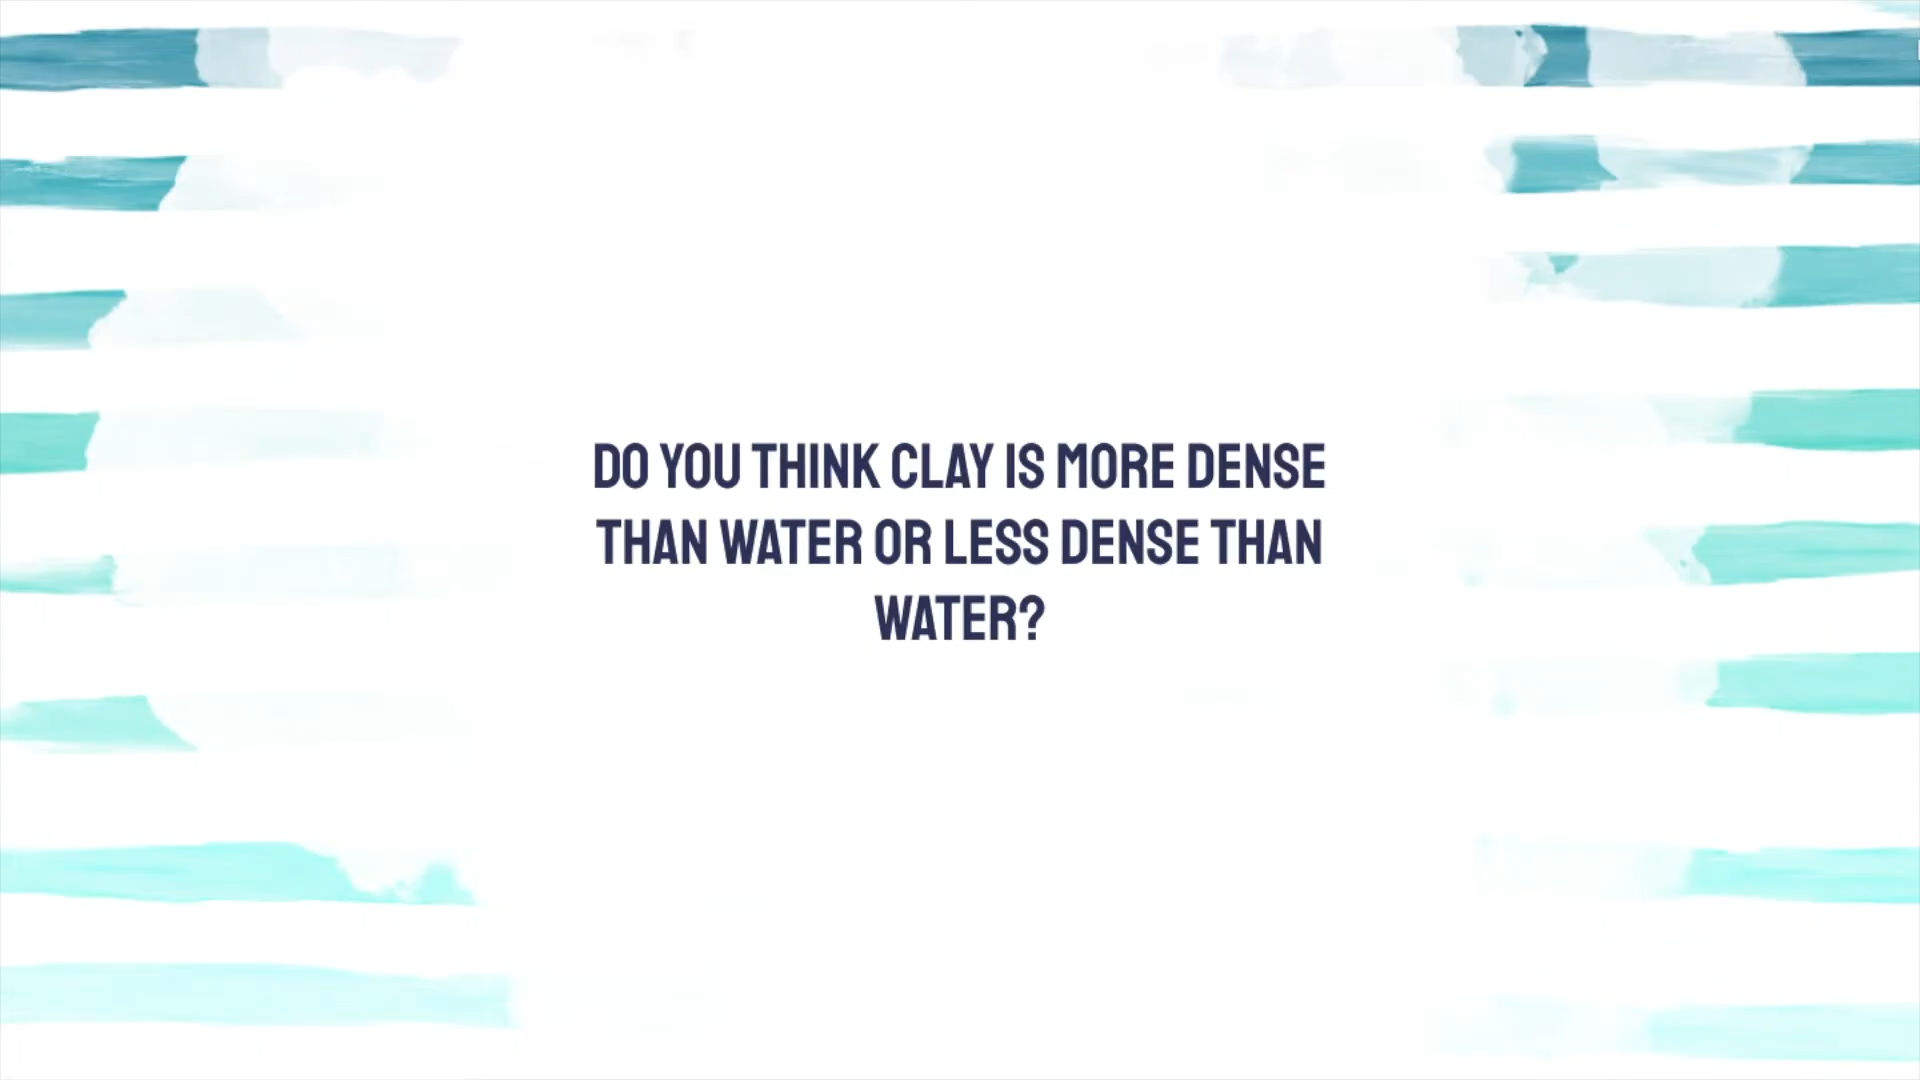 DO YOU THINK CLAY IS MORE DENSE
THAN WATER OR LESS DENSE THAN
WATER?